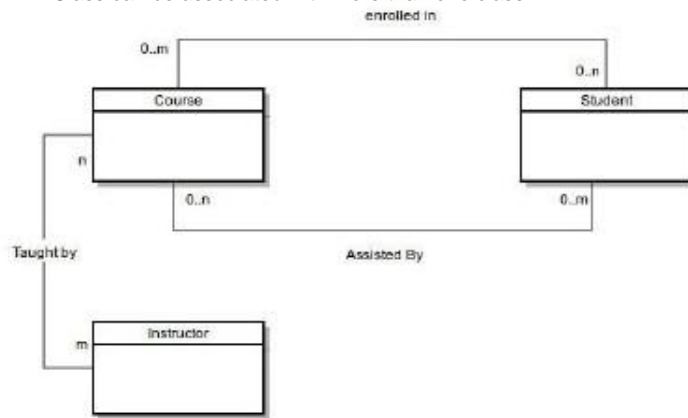 enrolled in
0..m
0..n
Course
Student
n
0..n
0..m
Taught by
Assisted By
Instructor
m